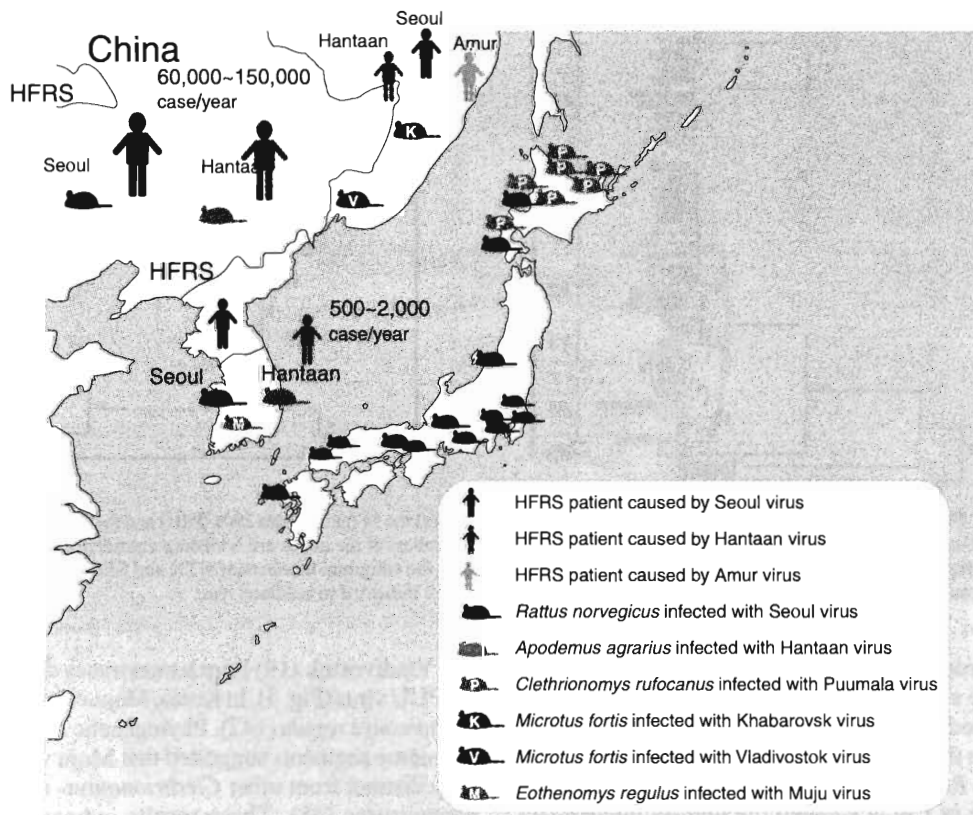 China
HFRS
60,000~150,000
case/year
Seoul
Hantaan
Hantaan
Seoul
Amur
K
V
P
P
P
P
P
P
P
HFRS
500~2,000
case/year
Seoul
Hantaan
M
HFRS patient caused by Seoul virus
HFRS patient caused by Hantaan virus
HFRS patient caused by Amur virus
Rattus norvegicus infected with Seoul virus
Apodemus agrarius infected with Hantaan virus
P Clethrionomys rufocanus infected with Puumala virus
K Microtus fortis infected with Khabarovsk virus
V Microtus fortis infected with Vladivostok virus
M Eothenomys regulus infected with Muju virus